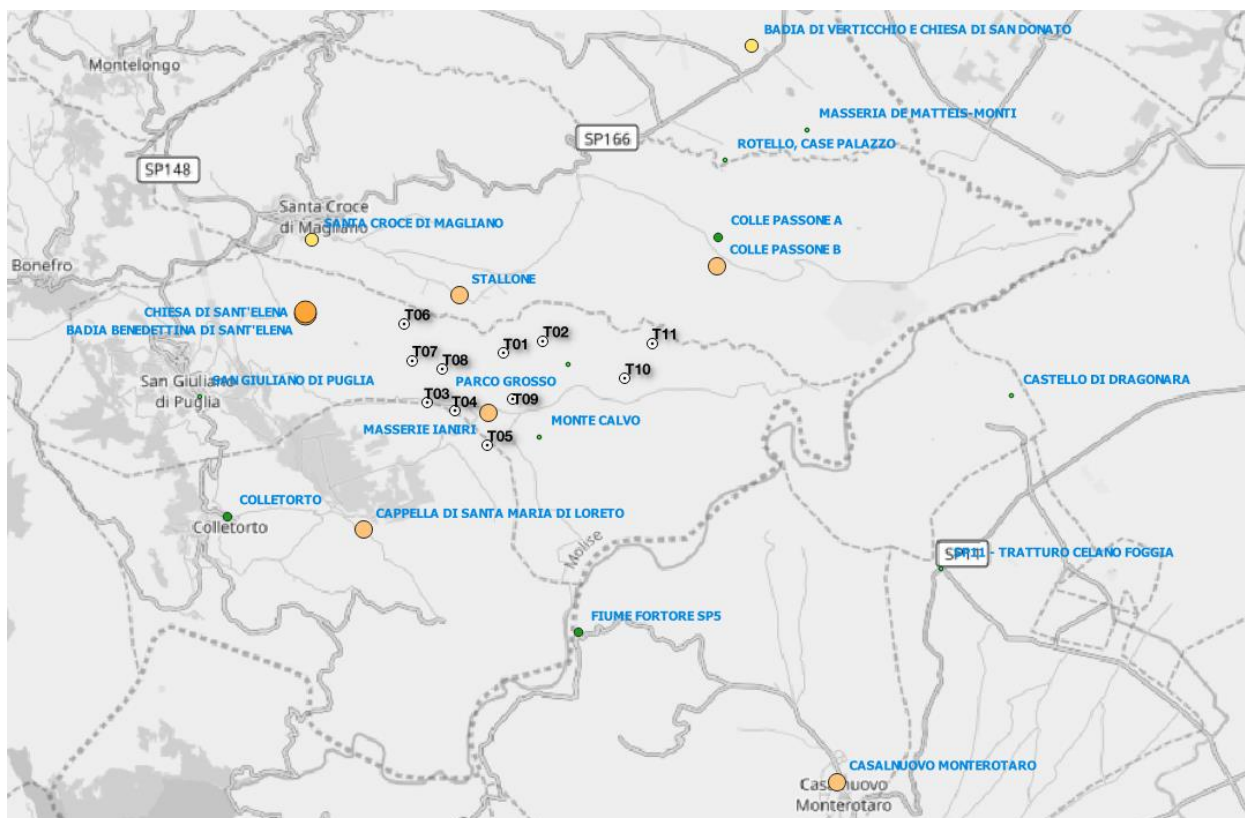 BADIA DI VERTICCHIO E CHIESA DI SAN DONATO
Montelongo
MASSERIA DE MATTEIS-MONTI
SP166
ROTELLO, CASE PALAZZO
SP148
Santa Croce
di Magliano
SANTA CROCE DI MAGLIANO
COLLE PASSONE A
COLLE PASSONE B
Bonefro
STALLONE
CHIESA DI SANT'ELENA
BADIA BENEDETTINA DI SANT'ELENA
T06
T02
T11
T01
T07
T08
T10
San Giuliano
di Puglia
SAN GIULIANO DI PUGLIA
PARCO GROSSO
CASTELLO DI DRAGONARA
T03
T04
T09
MASSERIE IANIRI
MONTE CALVO
T05
COLLETORTO
Colletorto
CAPPELLA DI SANTA MARIA DI LORETO
Molise
SP11 - TRATTURO CELANO FOGGIA
FIUME FORTORE SP5
CASALNUOVO MONTEROTARO
Monterotaro